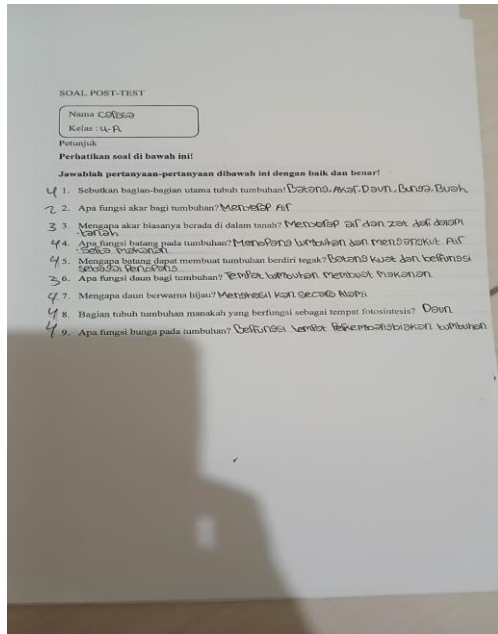 SOAL POST-TEST
Nama
Kelas : 4-A
Petunjuk
Perhatikan soal di bawah ini!
Jawablah pertanyaan-pertanyaan dibawah ini dengan baik dan benar!
4 1. Sebutkan bagian-bagian utama tubuh tumbuhan! Batang, Akar, Daun, Bunga, Buah
2 2. Apa fungsi akar bagi tumbuhan? Menyerap Air
3 3. Mengapa akar biasanya berada di dalam tanah? Menyerap air dan zat dari dalam
tanah
4 4. Apa fungsi batang pada tumbuhan? Menopang tumbuhan dan mengangkut Air
serta makanan
4 5. Mengapa batang dapat membuat tumbuhan berdiri tegak? Batang kuat dan berfungsi
sebagai Penopang
3 6. Apa fungsi daun bagi tumbuhan? Tempat tumbuhan membuat makanan
4 7. Mengapa daun berwarna hijau? Menghasil kan secara Alami
4 8. Bagian tubuh tumbuhan manakah yang berfungsi sebagai tempat fotosintesis? Daun
4 9. Apa fungsi bunga pada tumbuhan? Berfungsi tempat Perkembangbiakan tumbuhan